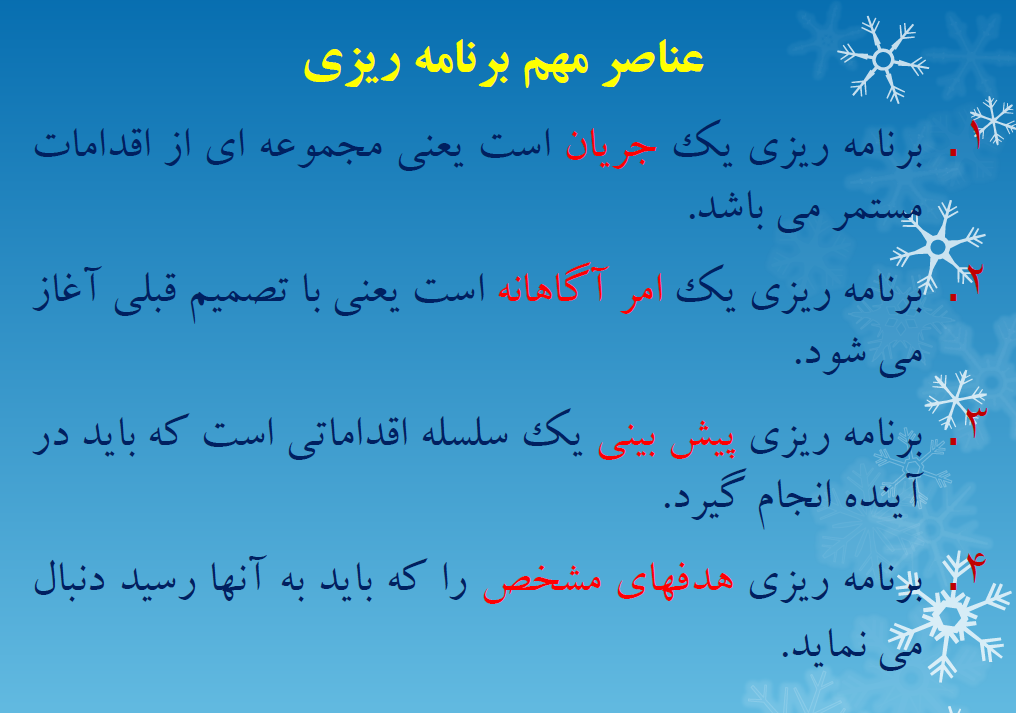 عناصر مهم برنامه ریزی
۱. برنامه ریزی یک جریان است یعنی مجموعه ای از اقدامات
مستمر می باشد.
۲. برنامه ریزی یک امر آگاهانه است یعنی با تصمیم قبلی آغاز
می شود.
۳. برنامه ریزی پیش بینی یک سلسله اقداماتی است که باید در
آینده انجام گیرد.
۴. برنامه ریزی هدفهای مشخص را که باید به آنها رسید دنبال
می نماید.